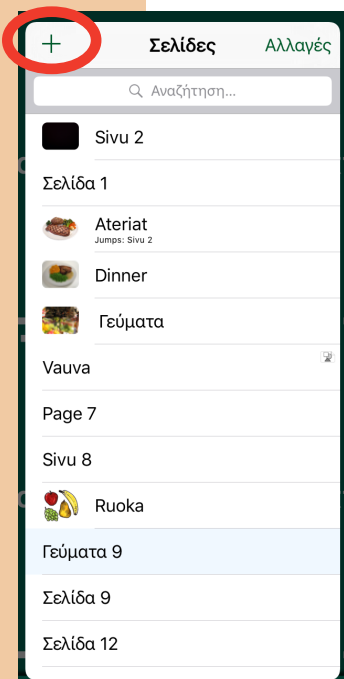 + Σελίδες Αλλαγές
Αναζήτηση...
Sivu 2
Σελίδα 1
Ateriat
Jumps: Sivu 2
Dinner
Γεύματα
Vauva
Page 7
Sivu 8
Ruoka
Γεύματα 9
Σελίδα 9
Σελίδα 12